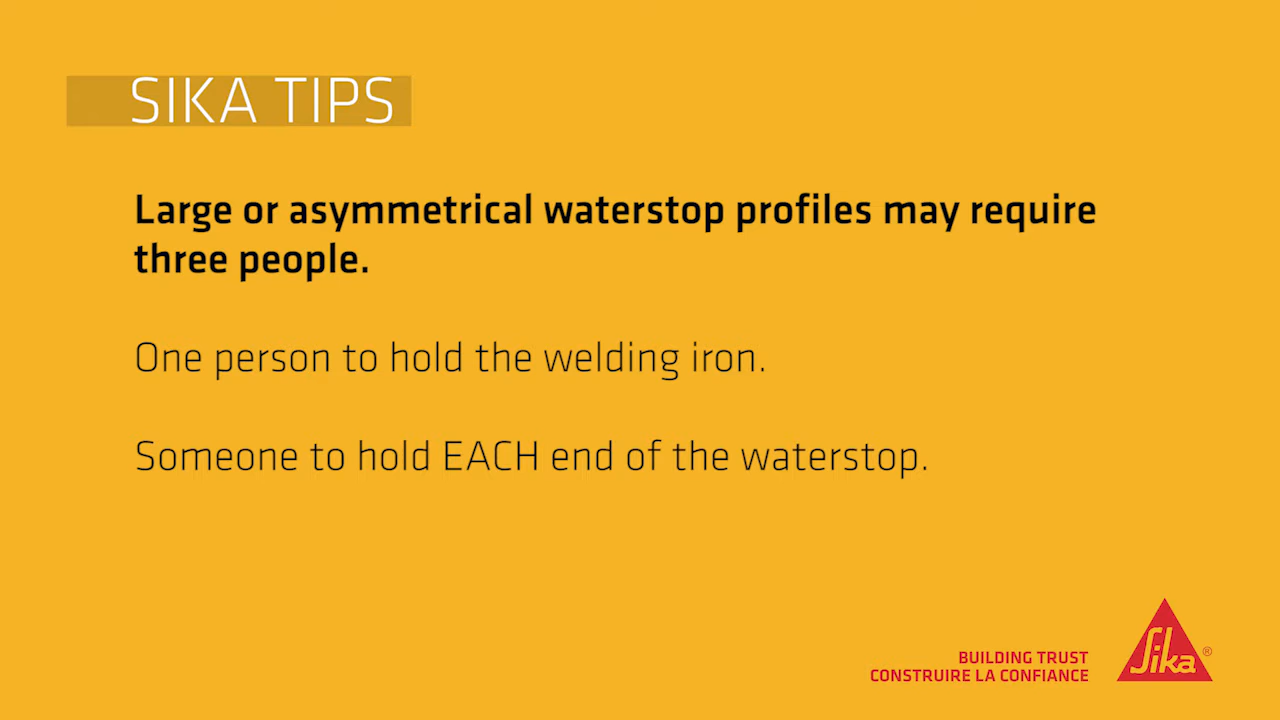 SIKA TIPS
Large or asymmetrical waterstop profiles may require
three people.
One person to hold the welding iron.
Someone to hold EACH end of the waterstop.
BUILDING TRUST
CONSTRUIRE LA CONFIANCE
Sika®